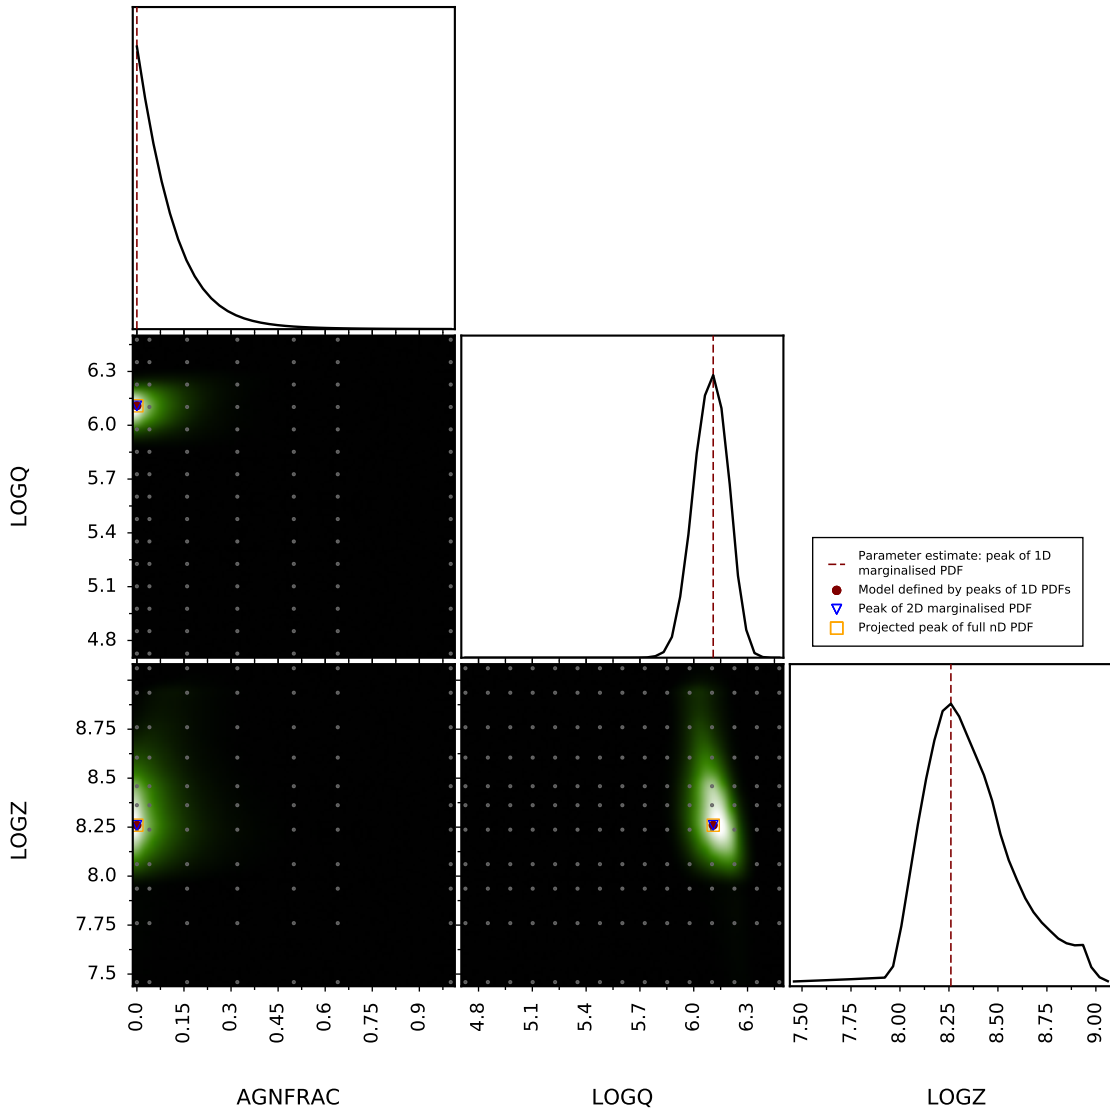 6.3
6.0
5.7
5.4
5.1
4.8
LOGQ
Parameter estimate: peak of 1D
marginalised PDF
Model defined by peaks of 1D PDFs
Peak of 2D marginalised PDF
Projected peak of full nD PDF
8.75
8.5
8.25
8.0
7.75
7.5
LOGZ
0.0 0.15 0.3 0.45 0.6 0.75 0.9
4.8 5.1 5.4 5.7 6.0 6.3
7.50 7.75 8.00 8.25 8.50 8.75 9.00
AGNFRAC
LOGQ
LOGZ